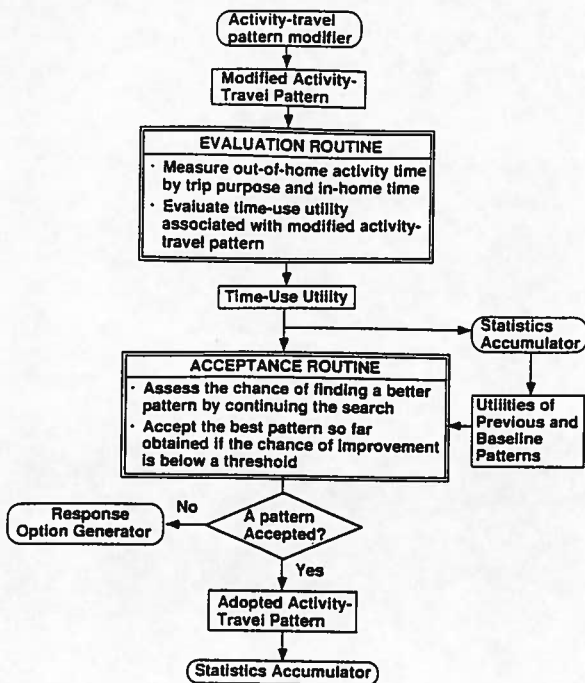 Activity-travel
pattern modifier
Modified Activity-
Travel Pattern
EVALUATION ROUTINE
· Measure out-of-home activity time
by trip purpose and in-home time
· Evaluate time-use utility
associated with modified activity-
travel pattern
Time-Use Utility
Statistics
Accumulator
ACCEPTANCE ROUTINE
· Assess the chance of finding a better
pattern by continuing the search
· Accept the best pattern so far
obtained if the chance of improvement
is below a threshold
Utilities of
Previous and
Baseline
Patterns
Response
Option Generator
No
A pattern
Accepted?
Yes
Adopted Activity-
Travel Pattern
Statistics Accumulator